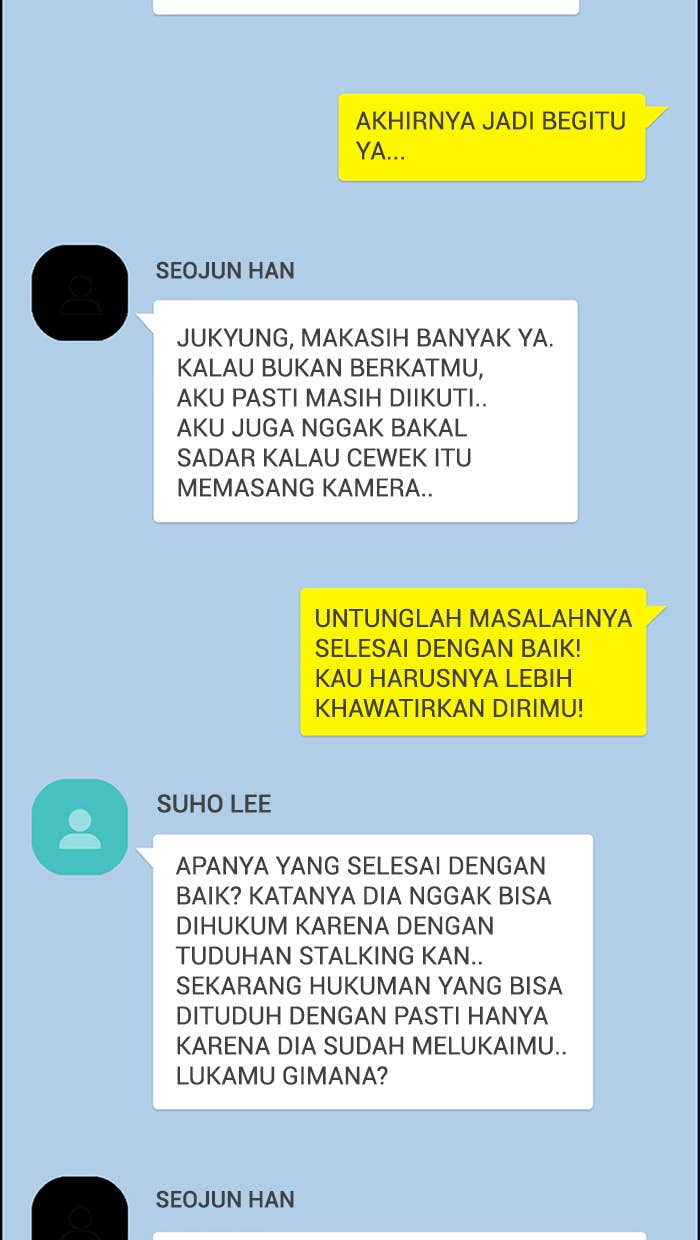 AKHIRNYA JADI BEGITU
YA...
SEOJUN HAN
JUKYUNG, MAKASIH BANYAK YA.
KALAU BUKAN BERKATMU,
AKU PASTI MASIH DIIKUTI..
AKU JUGA NGGAK BAKAL
SADAR KALAU CEWEK ITU
MEMASANG KAMERA..
UNTUNGLAH MASALAHNYA
SELESAI DENGAN BAIK!
KAU HARUSNYA LEBIH
KHAWATIRKAN DIRIMU!
SUHO LEE
APANYA YANG SELESAI DENGAN
BAIK? KATANYA DIA NGGAK BISA
DIHUKUM KARENA DENGAN
TUDUHAN STALKING KAN..
SEKARANG HUKUMAN YANG BISA
DITUDUH DENGAN PASTI HANYA
KARENA DIA SUDAH MELUKAIMU..
LUKAMU GIMANA?
SEOJUN HAN